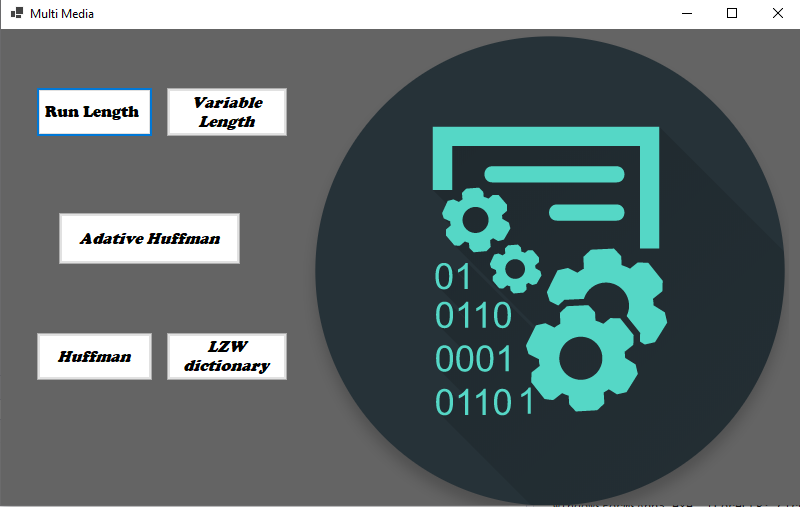 Multi Media
Run Length
Variable
Length
Adative Huffman
Huffman
LZW
dictionary
01
0110
0001
0110 1